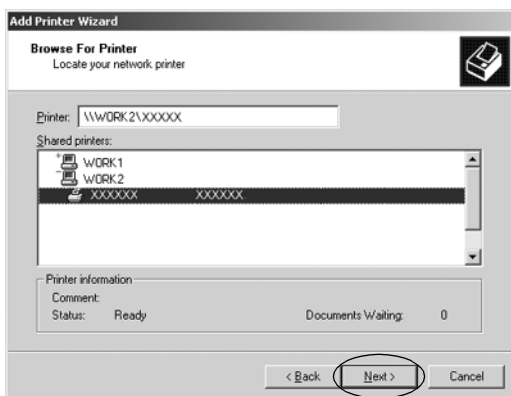 Add Printer Wizard
Browse For Printer
Locate your network printer
Printer: \\WORK2\XXXXX
Shared printers:
WORK1
WORK2
XXXXXX XXXXXX
Printer information
Comment:
Status: Ready Documents Waiting: 0
< Back Next > Cancel